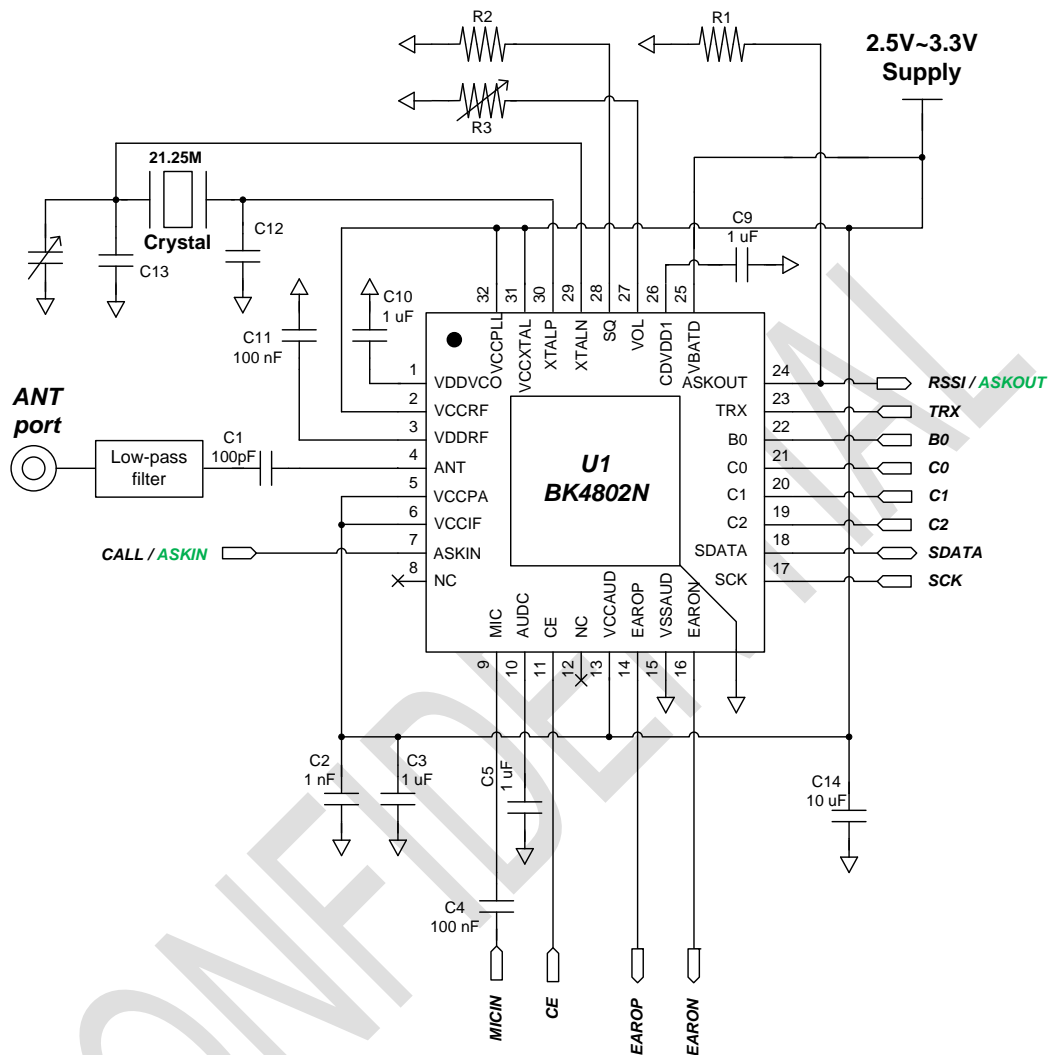 R2
R1
2.5V~3.3V
Supply
R3
21.25M
Crystal
C12
C13
C9
1 uF
C10
1 uF
C11
100 nF
32
31
30
29
28
27
26
25
VCCPLL
VCCXTAL
XTALP
XTALN
SQ
VOL
CDVDD1
VBATD
1
VDDVCO
2
VCCRF
3
VDDRF
4
ANT
5
VCCPA
6
VCCIF
7
ASKIN
8
NC
ANT
port
Low-pass
filter
C1
100pF
CALL / ASKIN
U1
BK4802N
ASKOUT
24
RSSI / ASKOUT
TRX
23
TRX
B0
22
B0
C0
21
C0
C1
20
C1
C2
19
C2
SDATA
18
SDATA
SCK
17
SCK
MIC
AUDC
CE
NC
VCCAUD
EAROP
VSSAUD
EARON
9
10
11
12
13
14
15
16
C2
1 nF
C3
1 uF
C5
1 uF
C14
10 uF
C4
100 nF
MICIN
CE
EAROP
EARON
CONFIDENTIAL